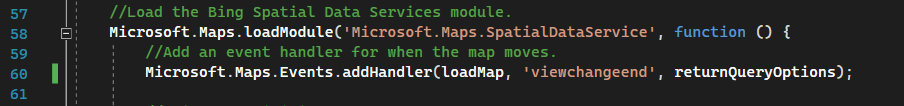 57 //Load the Bing Spatial Data Services module.
58 Microsoft.Maps.loadModule('Microsoft.Maps.SpatialDataService', function () {
59 //Add an event handler for when the map moves.
60 Microsoft.Maps.Events.addHandler(loadMap, 'viewchangeend', returnQueryOptions);
61